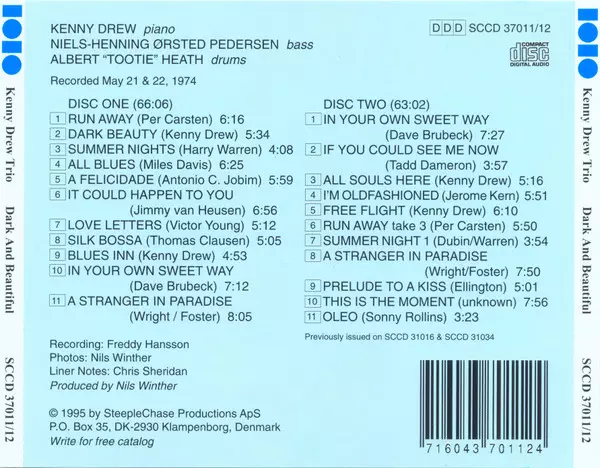 KENNY DREW piano
NIELS-HENNING ØRSTED PEDERSEN bass
ALBERT "TOOTIE" HEATH drums
Recorded May 21 & 22, 1974
DDD SCCD 37011/12
COMPACT
disc
DIGITAL AUDIO
DISC ONE (66:06)
1 RUN AWAY (Per Carsten) 6:16
2 DARK BEAUTY (Kenny Drew) 5:34
3 SUMMER NIGHTS (Harry Warren) 4:08
4 ALL BLUES (Miles Davis) 6:25
5 A FELICIDADE (Antonio C. Jobim) 5:59
6 IT COULD HAPPEN TO YOU
(Jimmy van Heusen) 6:56
7 LOVE LETTERS (Victor Young) 5:12
8 SILK BOSSA (Thomas Clausen) 5:05
9 BLUES INN (Kenny Drew) 4:53
10 IN YOUR OWN SWEET WAY
(Dave Brubeck) 7:12
11 A STRANGER IN PARADISE
(Wright / Foster) 8:05
DISC TWO (63:02)
1 IN YOUR OWN SWEET WAY
(Dave Brubeck) 7:27
2 IF YOU COULD SEE ME NOW
(Tadd Dameron) 3:57
3 ALL SOULS HERE (Kenny Drew) 5:16
4 I'M OLDFASHIONED (Jerome Kern) 5:51
5 FREE FLIGHT (Kenny Drew) 6:10
6 RUN AWAY take 3 (Per Carsten) 5:50
7 SUMMER NIGHT 1 (Dubin/Warren) 3:54
8 A STRANGER IN PARADISE
(Wright/Foster) 7:50
9 PRELUDE TO A KISS (Ellington) 5:01
10 THIS IS THE MOMENT (unknown) 7:56
11 OLEO (Sonny Rollins) 3:23
Previously issued on SCCD 31016 & SCCD 31034
Recording: Freddy Hansson
Photos: Nils Winther
Liner Notes: Chris Sheridan
Produced by Nils Winther
© 1995 by SteepleChase Productions ApS
P.O. Box 35, DK-2930 Klampenborg, Denmark
Write for free catalog
716043 701124
Kenny Drew Trio Dark And Beautiful SCCD 37011/12
Kenny Drew Trio Dark And Beautiful SCCD 37011/12